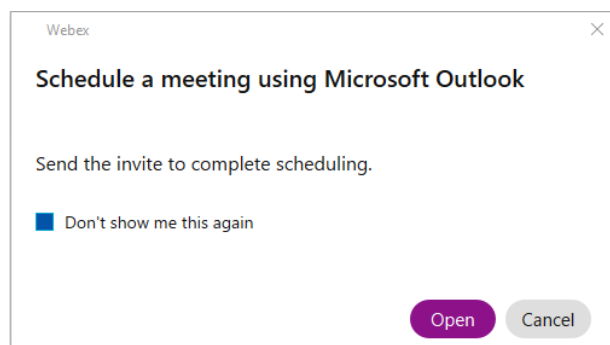 Webex
Schedule a meeting using Microsoft Outlook
Send the invite to complete scheduling.
Don't show me this again
Open Cancel